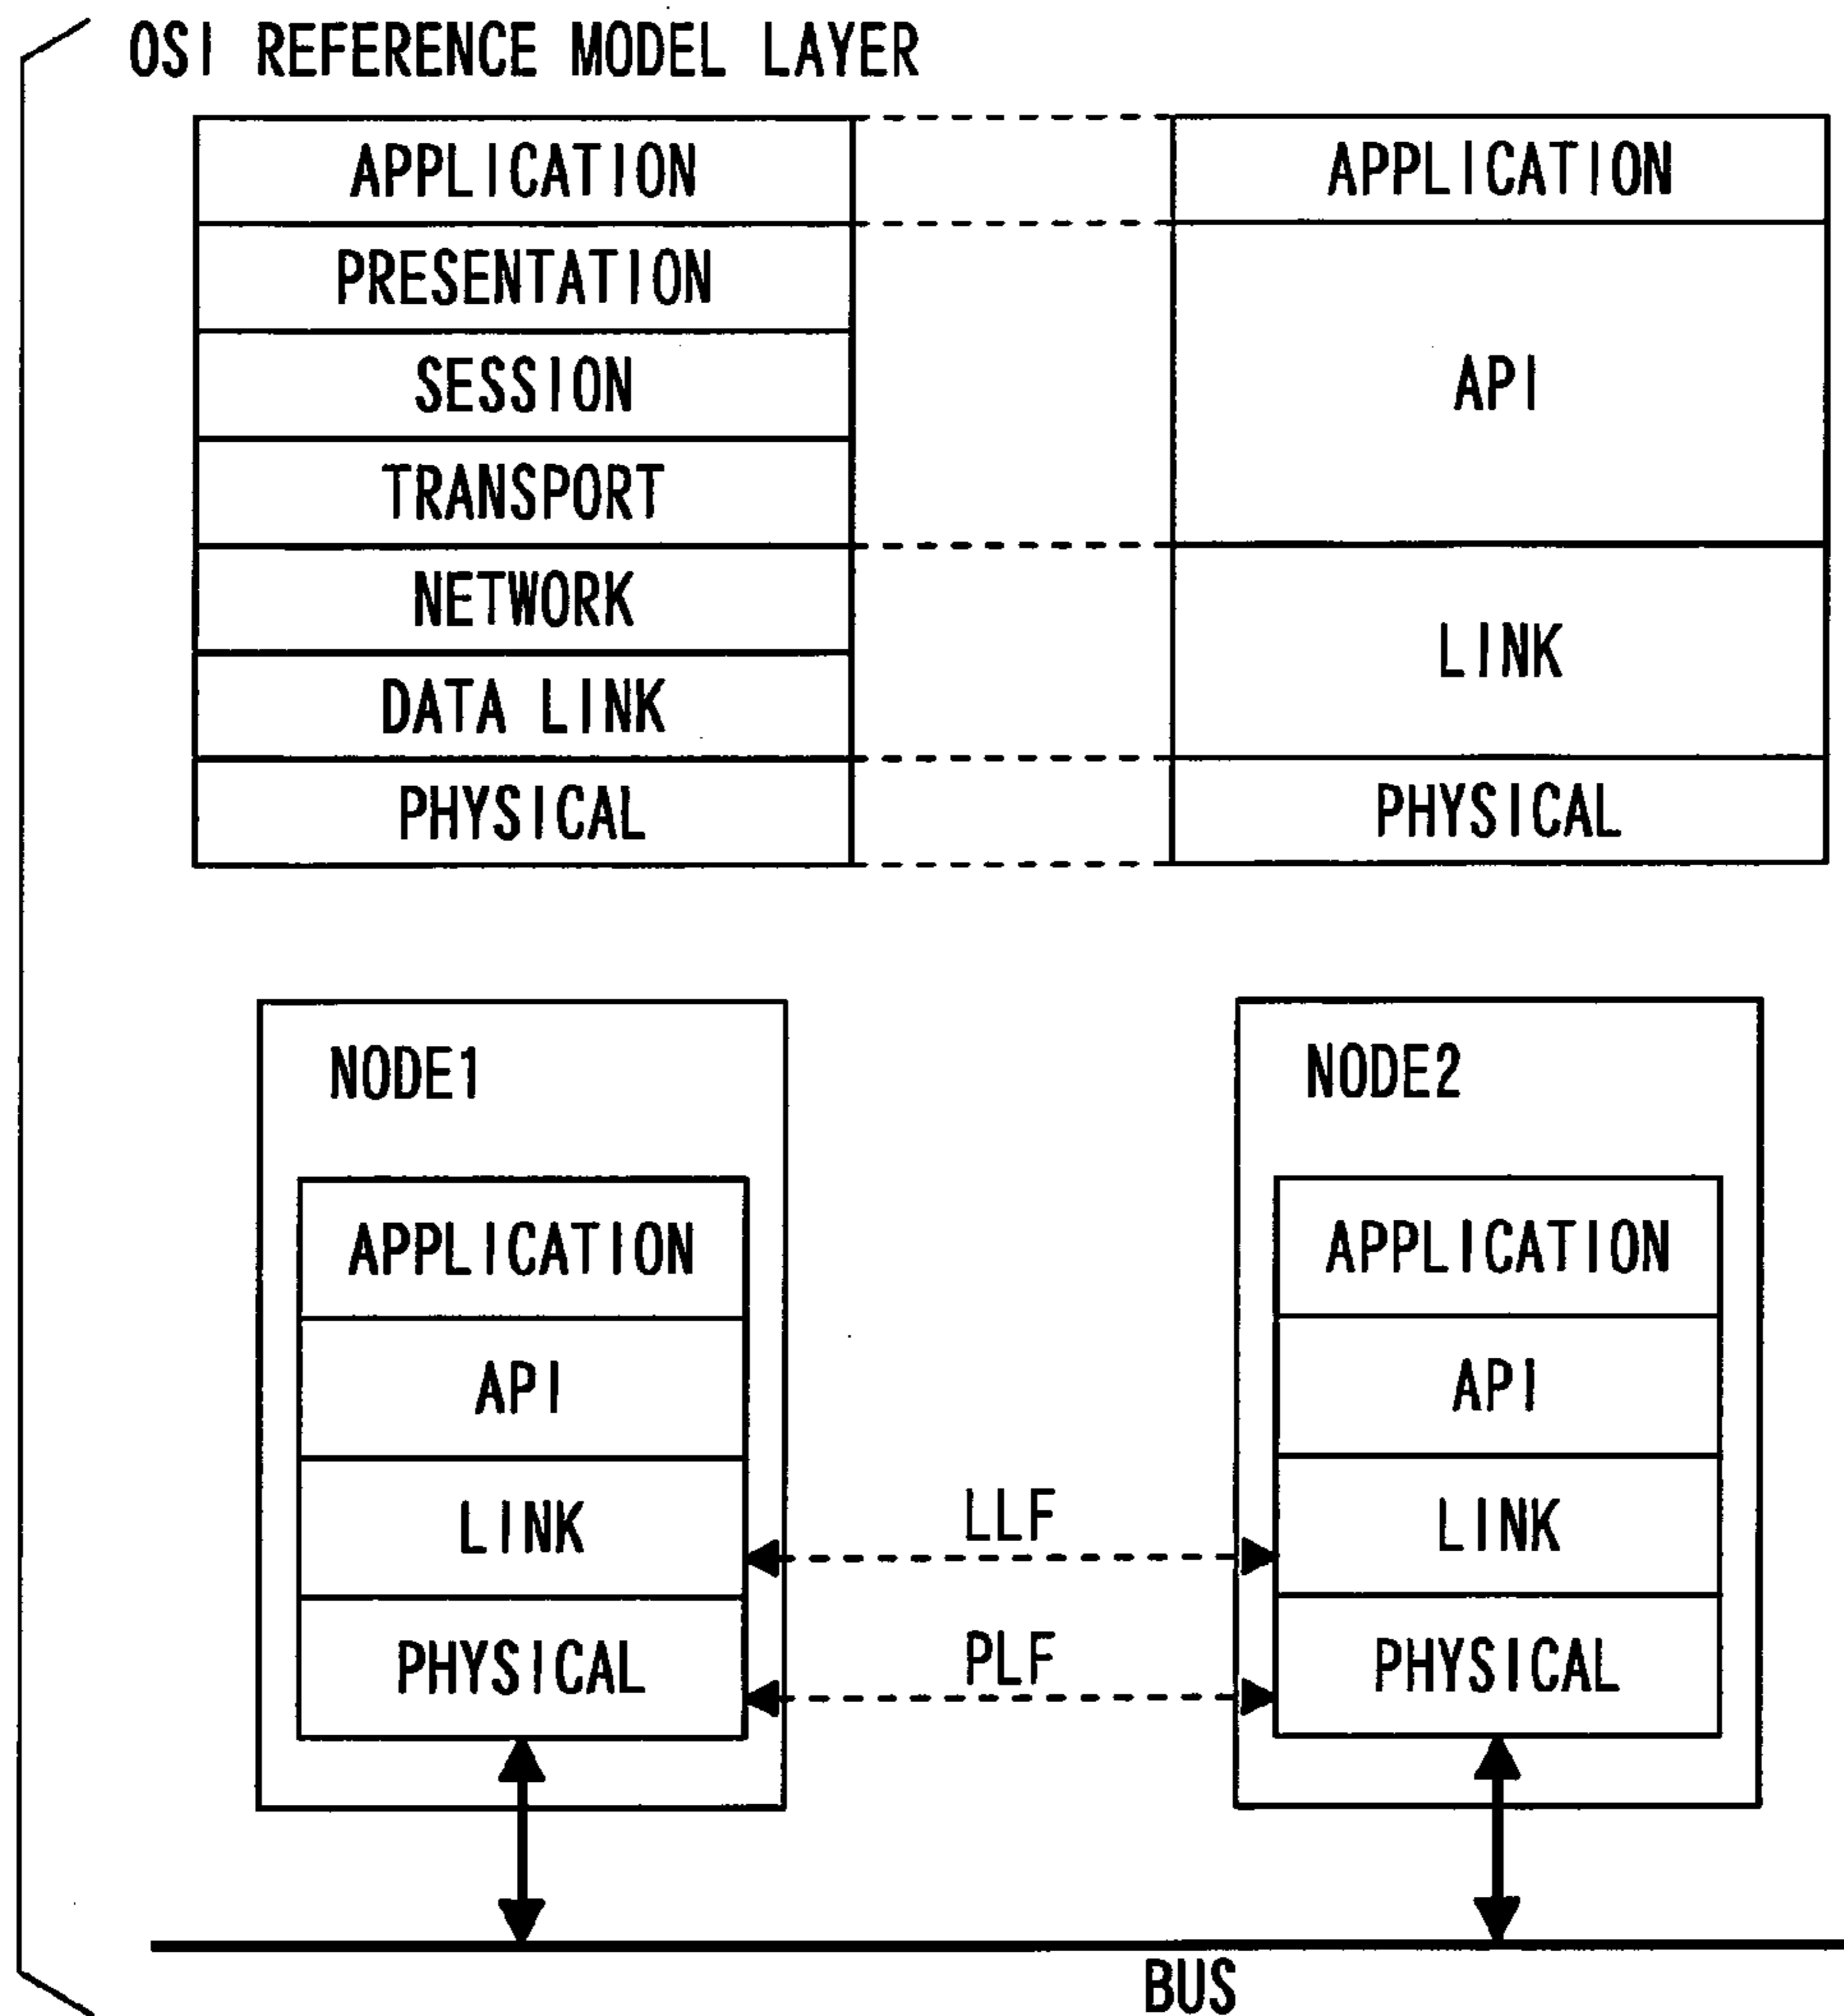 OSI REFERENCE MODEL LAYER
APPLICATION
PRESENTATION
SESSION
TRANSPORT
NETWORK
DATA LINK
PHYSICAL
APPLICATION
API
LINK
PHYSICAL
NODE1
APPLICATION
API
LINK
PHYSICAL
LLF
PLF
NODE2
APPLICATION
API
LINK
PHYSICAL
BUS